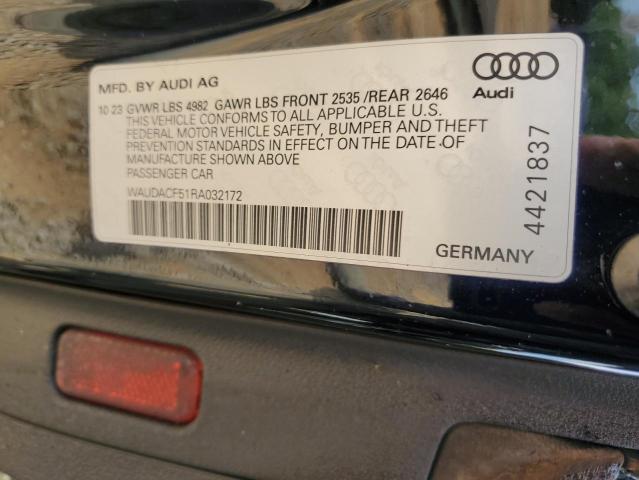 MFD. BY AUDI AG
10 23 GVWR LBS 4982 GAWR LBS FRONT 2535 /REAR 2646
THIS VEHICLE CONFORMS TO ALL APPLICABLE U.S.
FEDERAL MOTOR VEHICLE SAFETY, BUMPER AND THEFT
PREVENTION STANDARDS IN EFFECT ON THE DATE OF
MANUFACTURE SHOWN ABOVE
PASSENGER CAR
WAUDACF51RA032172
Audi
4421837
GERMANY